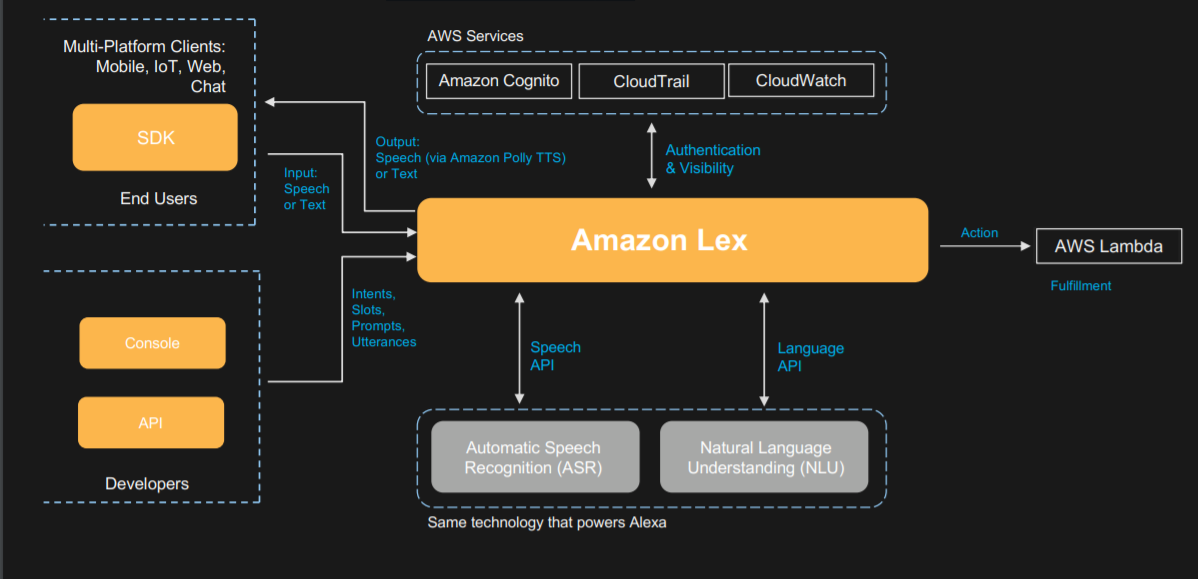 Multi-Platform Clients:
Mobile, IoT, Web,
Chat
SDK
End Users
AWS Services
Amazon Cognito
CloudTrail
CloudWatch
Output:
Speech (via Amazon Polly TTS)
or Text
Input:
Speech
or Text
Authentication
& Visibility
Amazon Lex
Action
AWS Lambda
Fulfillment
Intents,
Slots,
Prompts,
Utterances
Console
API
Developers
Speech
API
Language
API
Automatic Speech
Recognition (ASR)
Natural Language
Understanding (NLU)
Same technology that powers Alexa